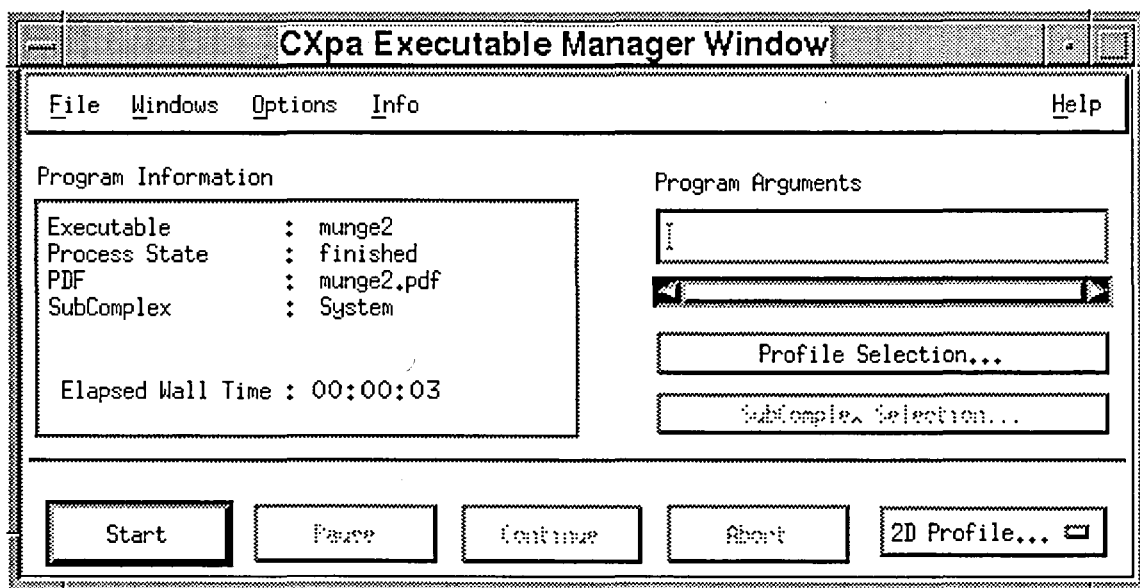 CXpa Executable Manager Window
File Windows Options Info Help
Program Information
Executable : munge2
Process State : finished
PDF : munge2.pdf
SubComplex : System
Elapsed Wall Time : 00:00:03
Program Arguments
Profile Selection...
SubComplex Selection...
Start Pause Continue Abort 2D Profile...